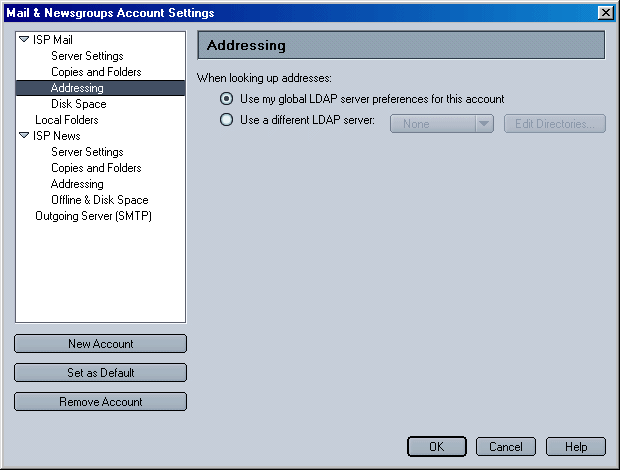 Mail & Newsgroups Account Settings
ISP Mail
Server Settings
Copies and Folders
Addressing
Disk Space
Local Folders
ISP News
Server Settings
Copies and Folders
Addressing
Offline & Disk Space
Outgoing Server (SMTP)
New Account
Set as Default
Remove Account
Addressing
When looking up addresses:
Use my global LDAP server preferences for this account
Use a different LDAP server: None Edit Directories...
OK Cancel Help